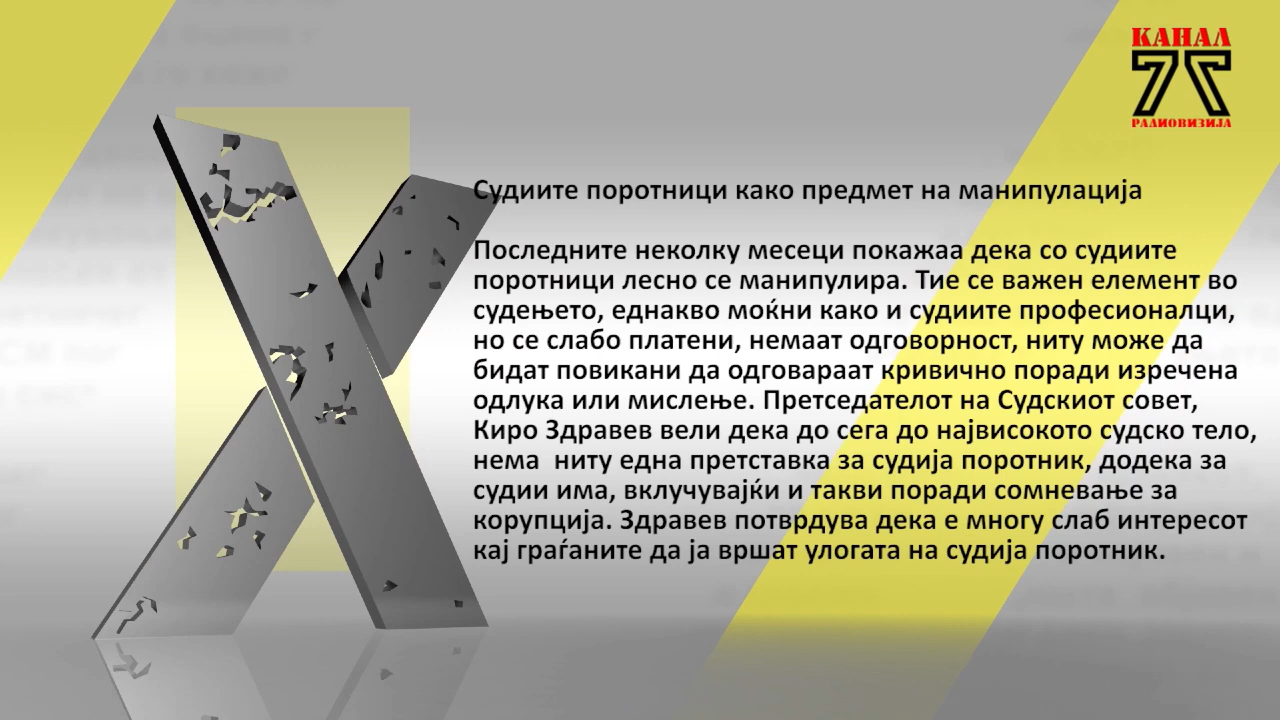 КАНАЛ
77
РАДИОВИЗИЈА
Судиите поротници како предмет на манипулација
Последните неколку месеци покажаа дека со судиите
поротници лесно се манипулира. Тие се важен елемент во
судењето, еднакво моќни како и судиите професионалци,
но се слабо платени, немаат одговорност, ниту може да
бидат повикани да одговараат кривично поради изречена
одлука или мислење. Претседателот на Судскиот совет,
Киро Здравев вели дека до сега до највисокото судско тело,
нема  ниту една претставка за судија поротник, додека за
судии има, вклучувајќи и такви поради сомневање за
корупција. Здравев потврдува дека е многу слаб интересот
кај граѓаните да ја вршат улогата на судија поротник.